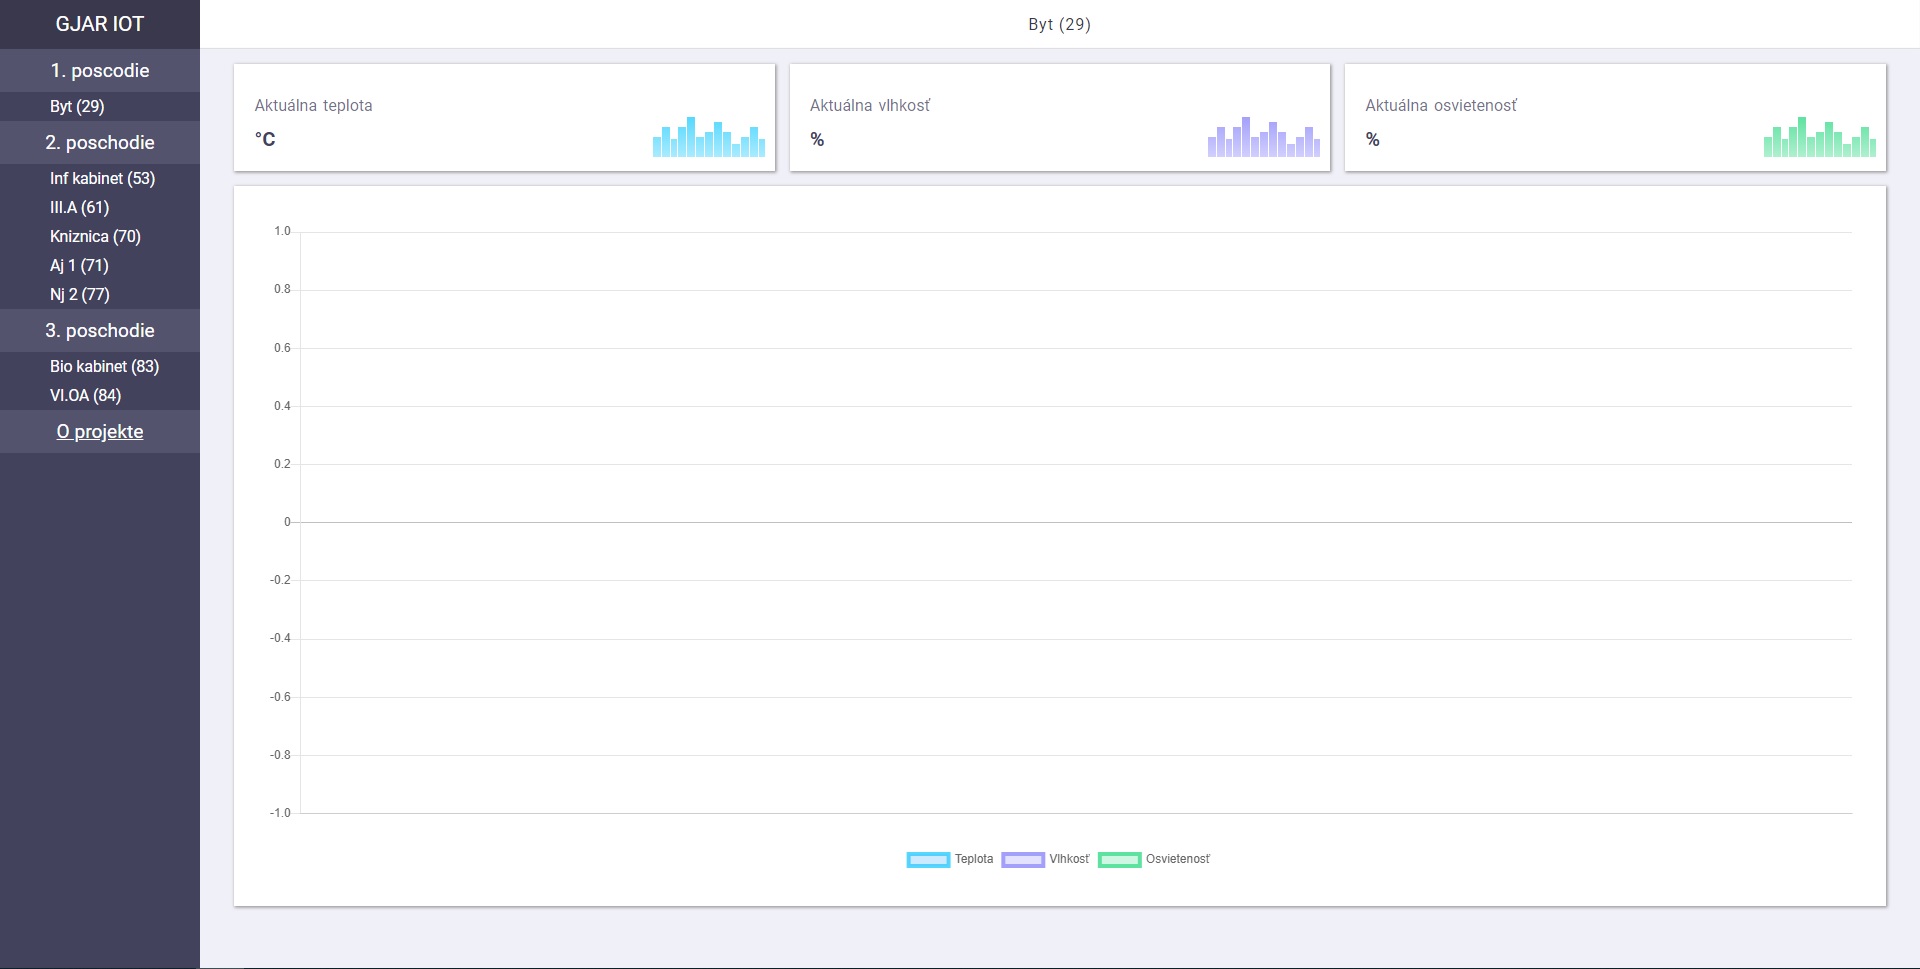 GJAR IOT
1. poscodie
Byt (29)
2. poschodie
Inf kabinet (53)
III.A (61)
Kniznica (70)
Aj 1 (71)
Nj 2 (77)
3. poschodie
Bio kabinet (83)
VI.OA (84)
O projekte
Byt (29)
Aktuálna teplota
°C
Aktuálna vlhkosť
%
Aktuálna osvietenosť
%
1.0
0.8
0.6
0.4
0.2
0
-0.2
-0.4
-0.6
-0.8
-1.0
Teplota Vlhkosť Osvietenosť